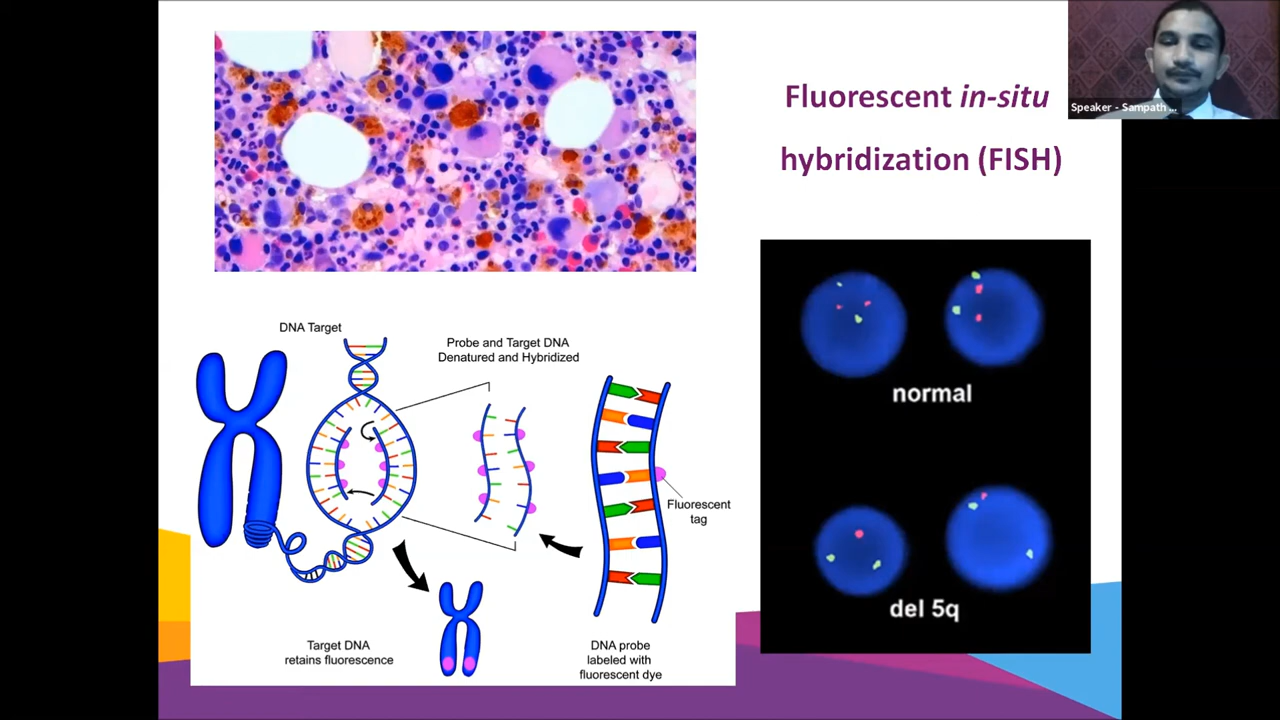 Fluorescent in-situ
hybridization (FISH)
Speaker - Sampath ...
DNA Target
Probe and Target DNA
Denatured and Hybridized
Fluorescent
tag
Target DNA
retains fluorescence
DNA probe
labeled with
fluorescent dye
normal
del 5q